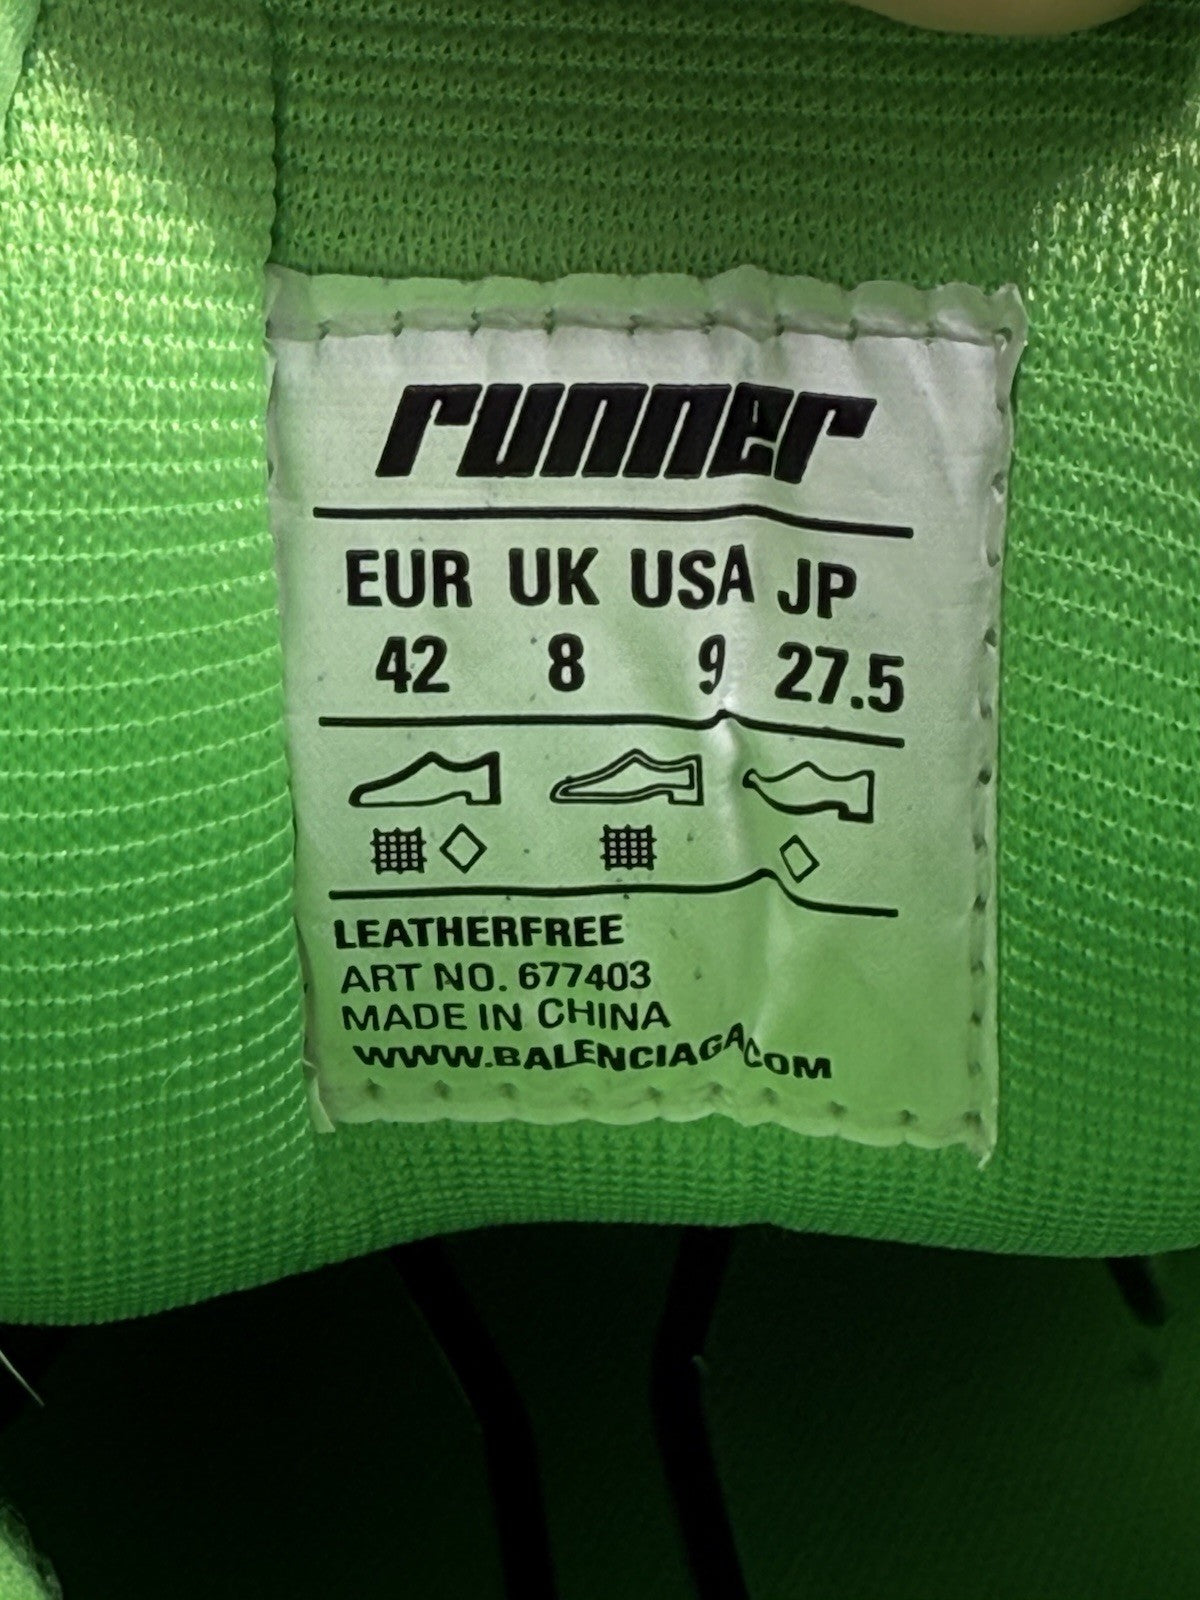 runner
EUR UK USA JP
42 8 9 27.5
LEATHERFREE
ART NO. 677403
MADE IN CHINA
WWW.BALENCIAGA.COM